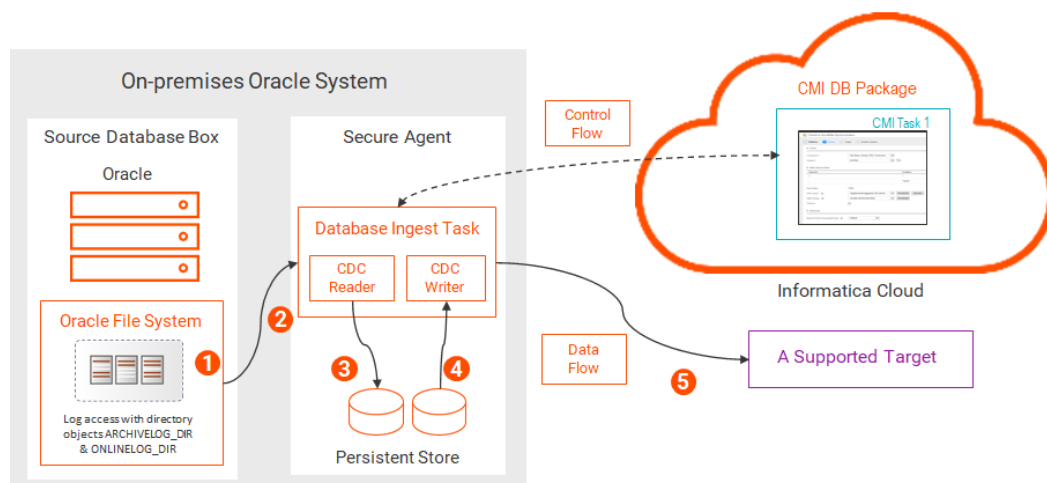 On-premises Oracle System
Source Database Box
Oracle
Oracle File System
1
Log access with directory
objects ARCHIVELOG_DIR
& ONLINELOG_DIR
2
Secure Agent
Database Ingest Task
CDC
Reader
CDC
Writer
3
4
Persistent Store
Control
Flow
CMI DB Package
CMI Task 1
Informatica Cloud
Data
Flow
5
A Supported Target